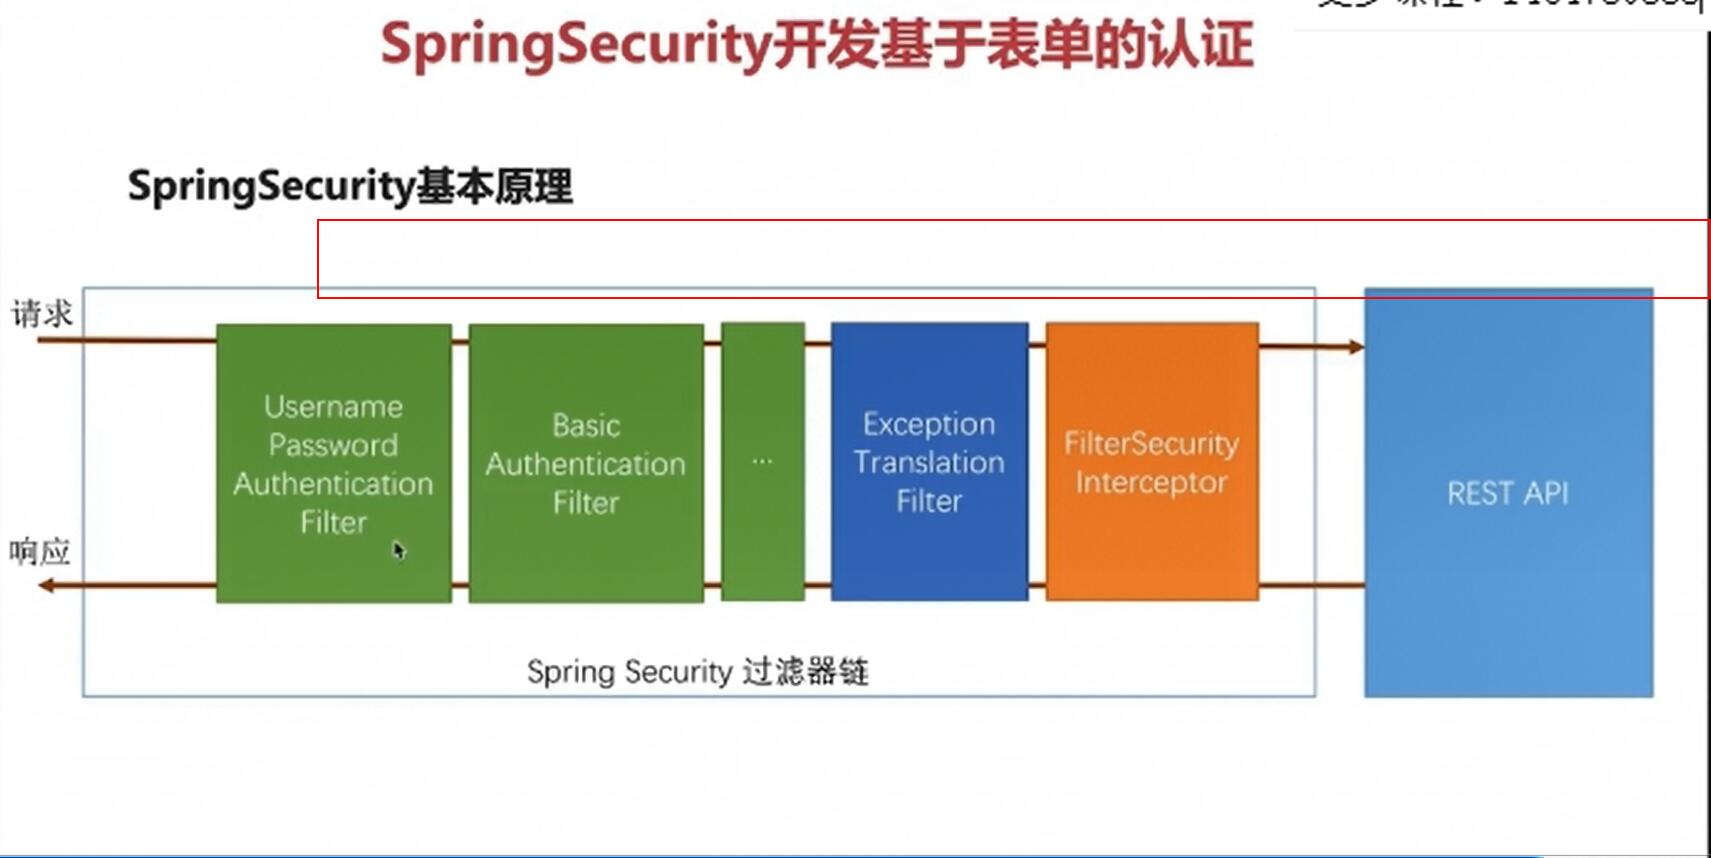 SpringSecurity开发基于表单的认证
SpringSecurity基本原理
请求
Username
Password
Authentication
Filter
Basic
Authentication
Filter
...
Exception
Translation
Filter
FilterSecurity
Interceptor
REST API
响应
Spring Security 过滤器链